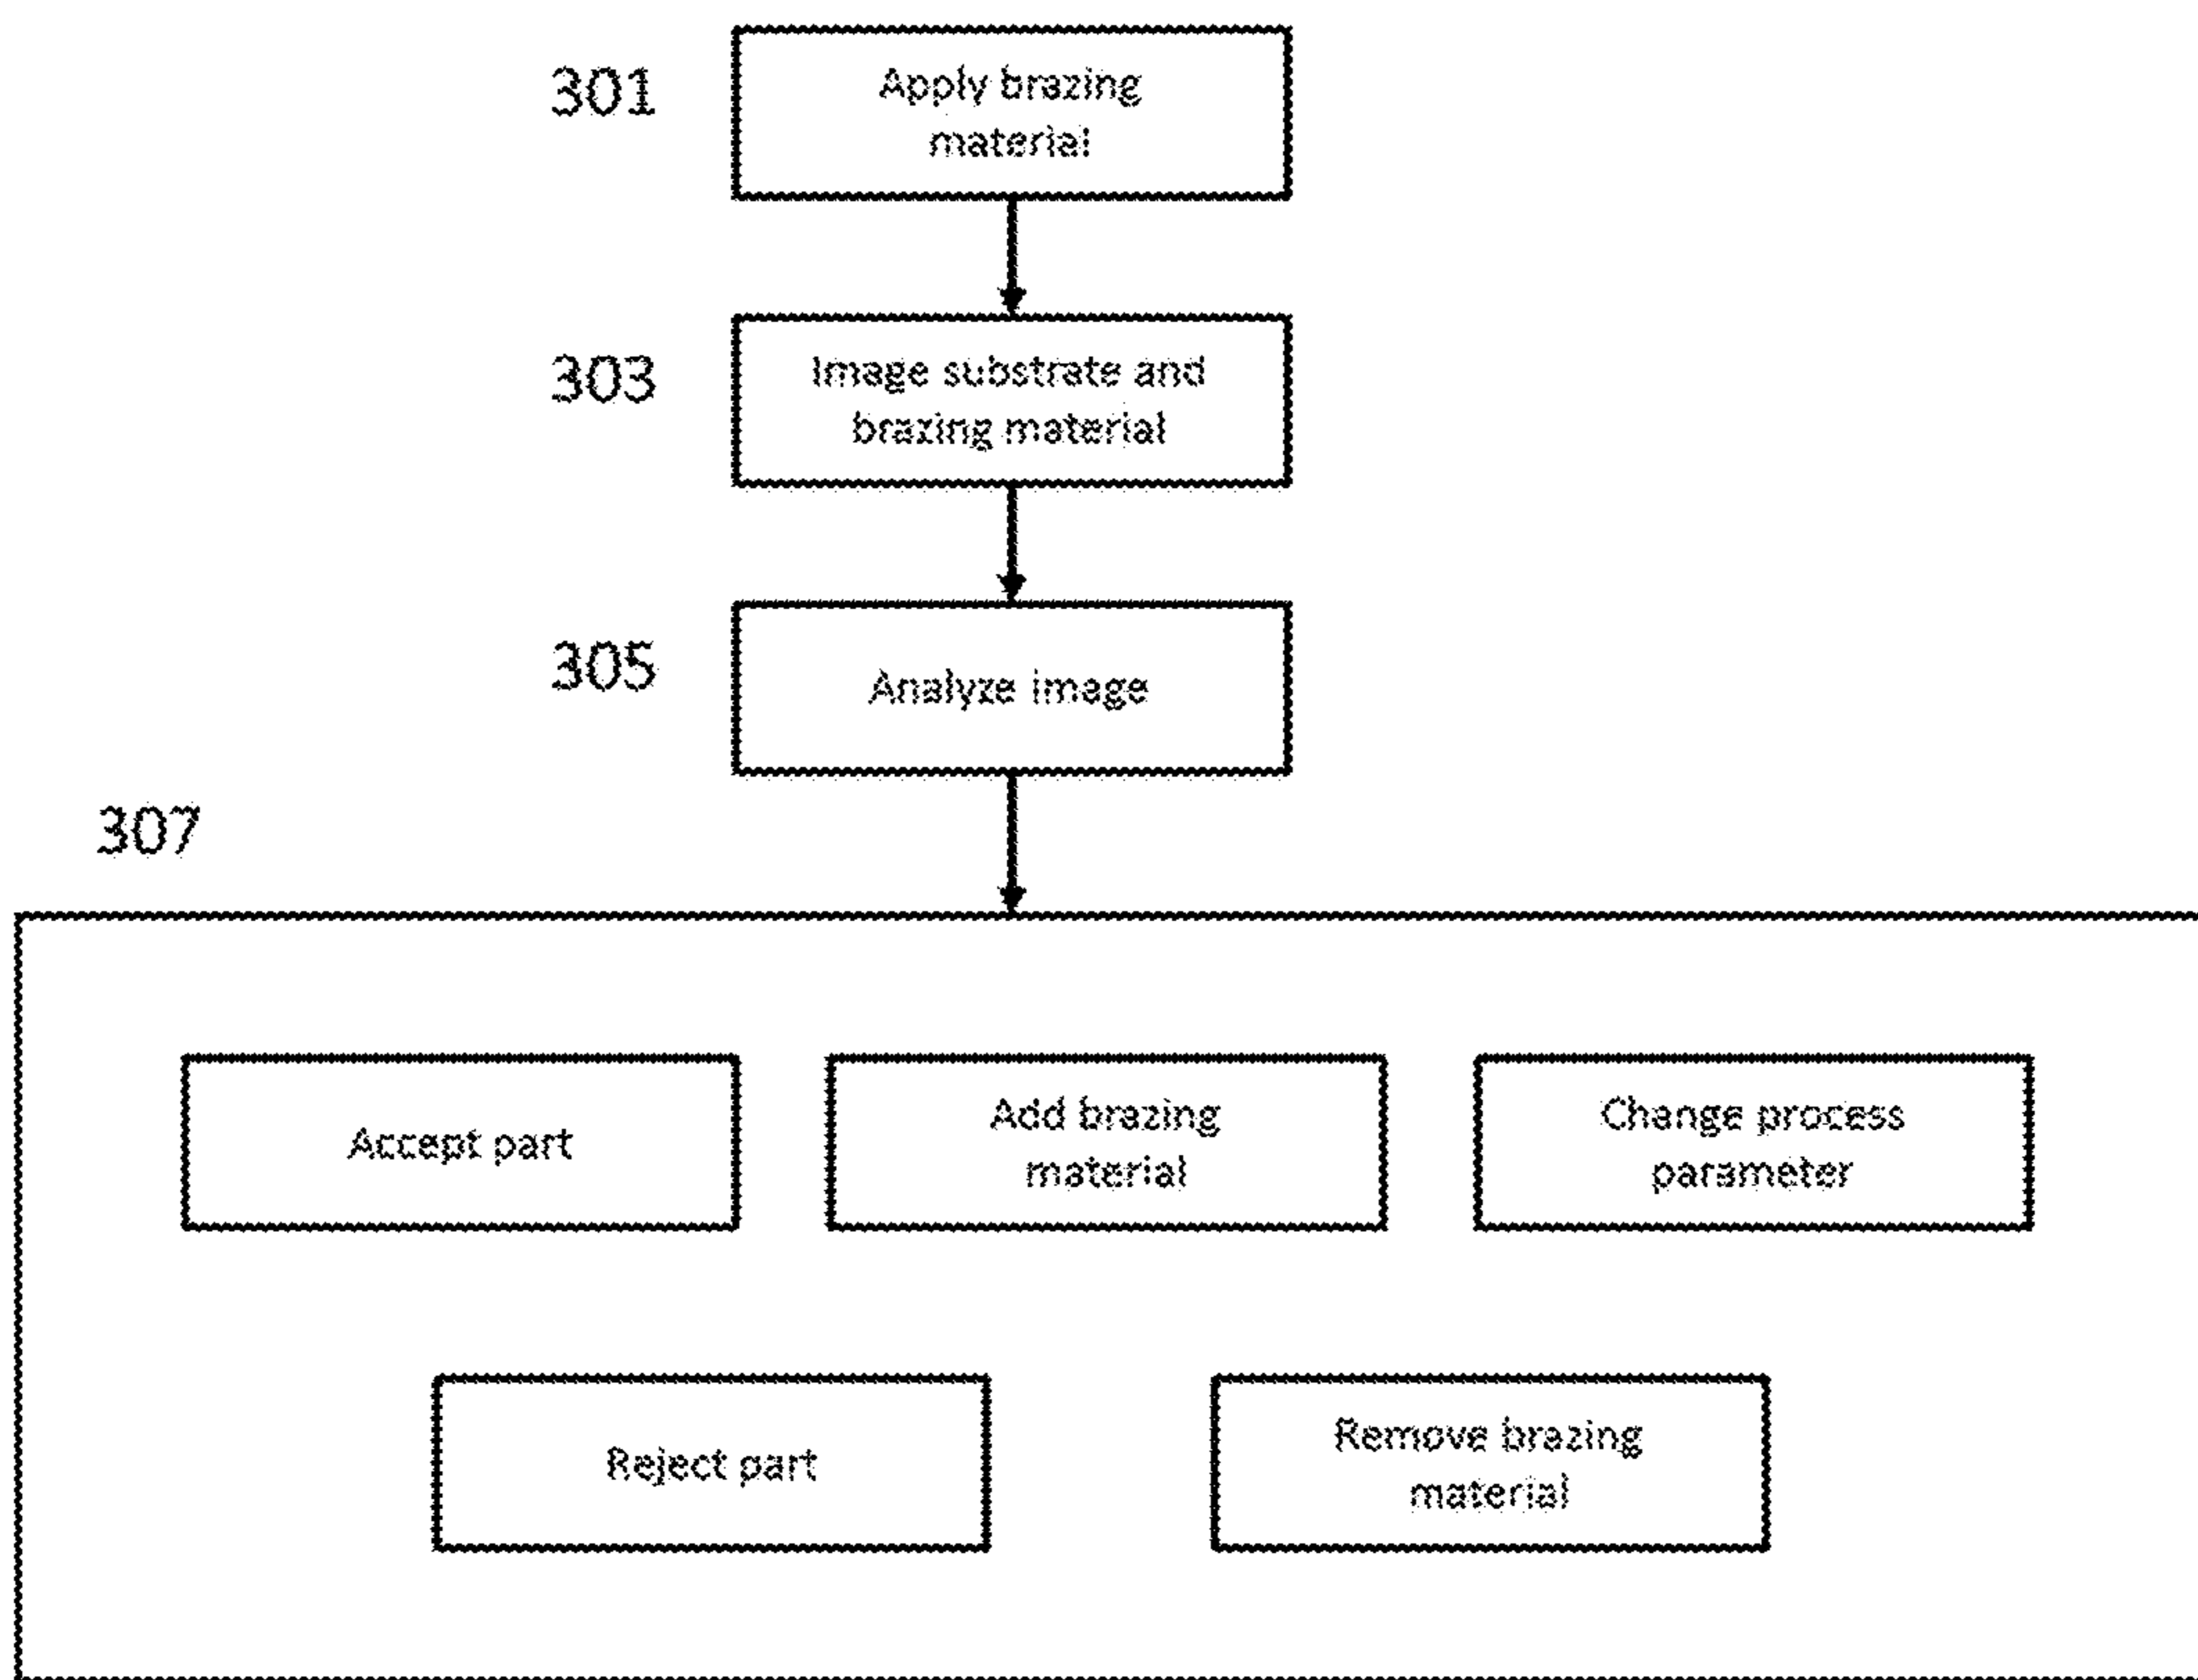 301
Apply brazing
material
303
Image substrate and
brazing material
305
Analyze image
307
Accept part
Add brazing
material
Change process
parameter
Reject part
Remove brazing
material